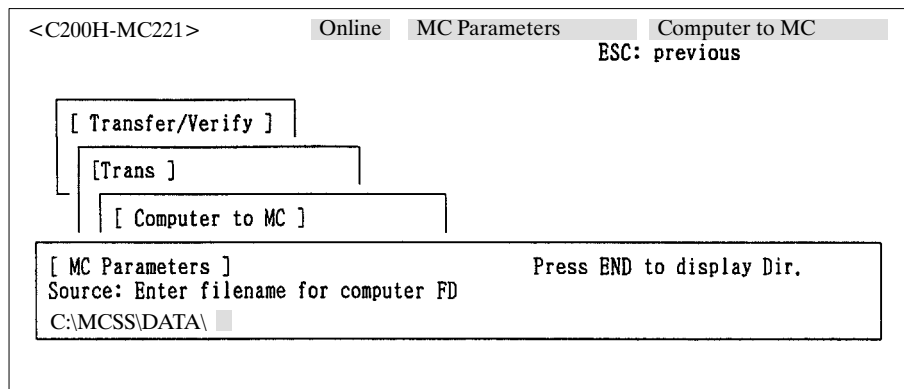 <C200H-MC221> Online MC Parameters Computer to MC
ESC: previous
[ Transfer/Verify ]
[Trans ]
[ Computer to MC ]
[ MC Parameters ] Press END to display Dir.
Source: Enter filename for computer FD
C:\MCSS\DATA\